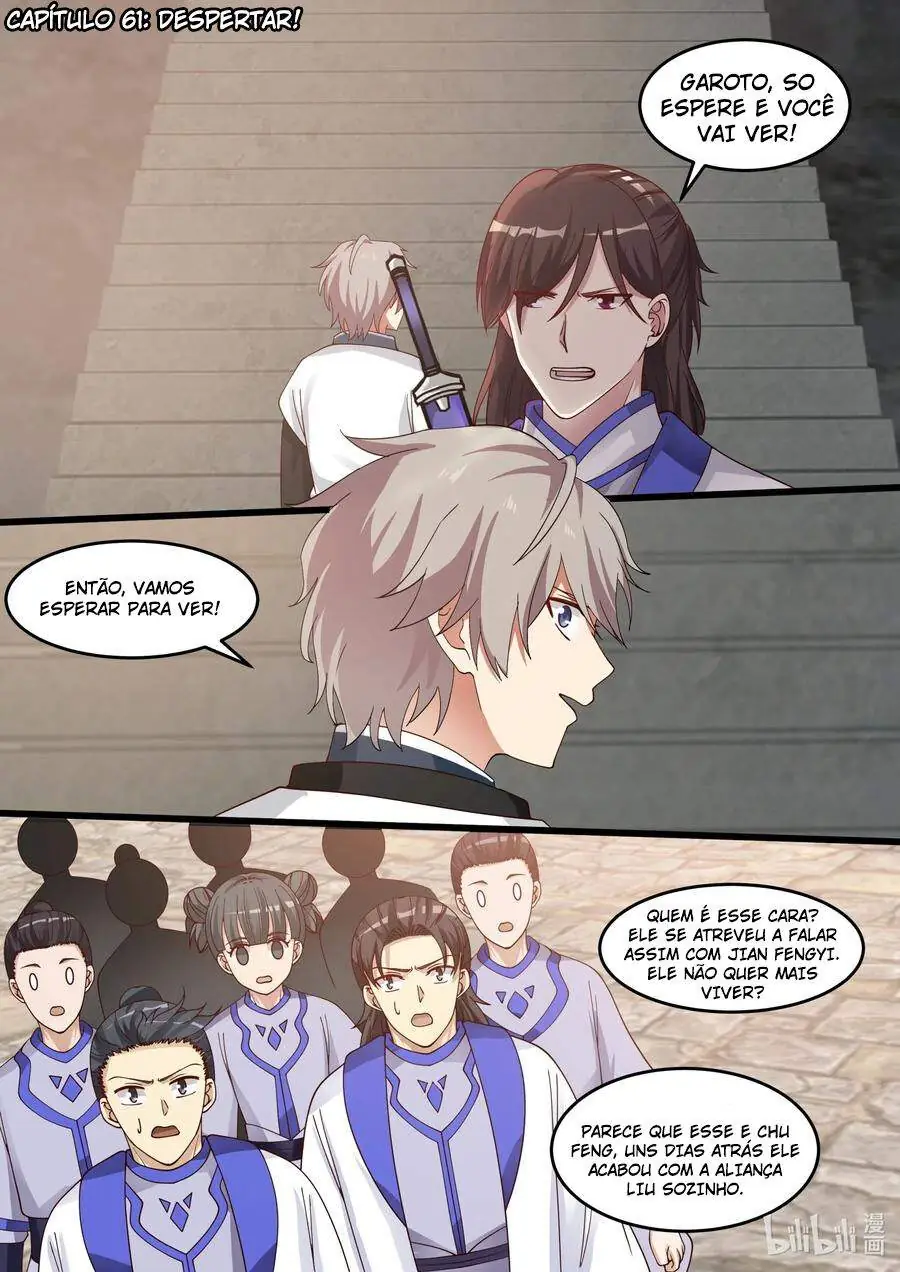 CAPÍTULO 61: DESPERTAR!
GAROTO, SO
ESPERE E VOCÊ
VAI VER!
ENTÃO, VAMOS
ESPERAR PARA VER!
QUEM É ESSE CARA?
ELE SE ATREVEU A FALAR
ASSIM COM JIAN FENGYI.
ELE NÃO QUER MAIS
VIVER?
PARECE QUE ESSE E CHU
FENG, UNS DIAS ATRÁS ELE
ACABOU COM A ALIANÇA
LIU SOZINHO.
bilibili 漫画